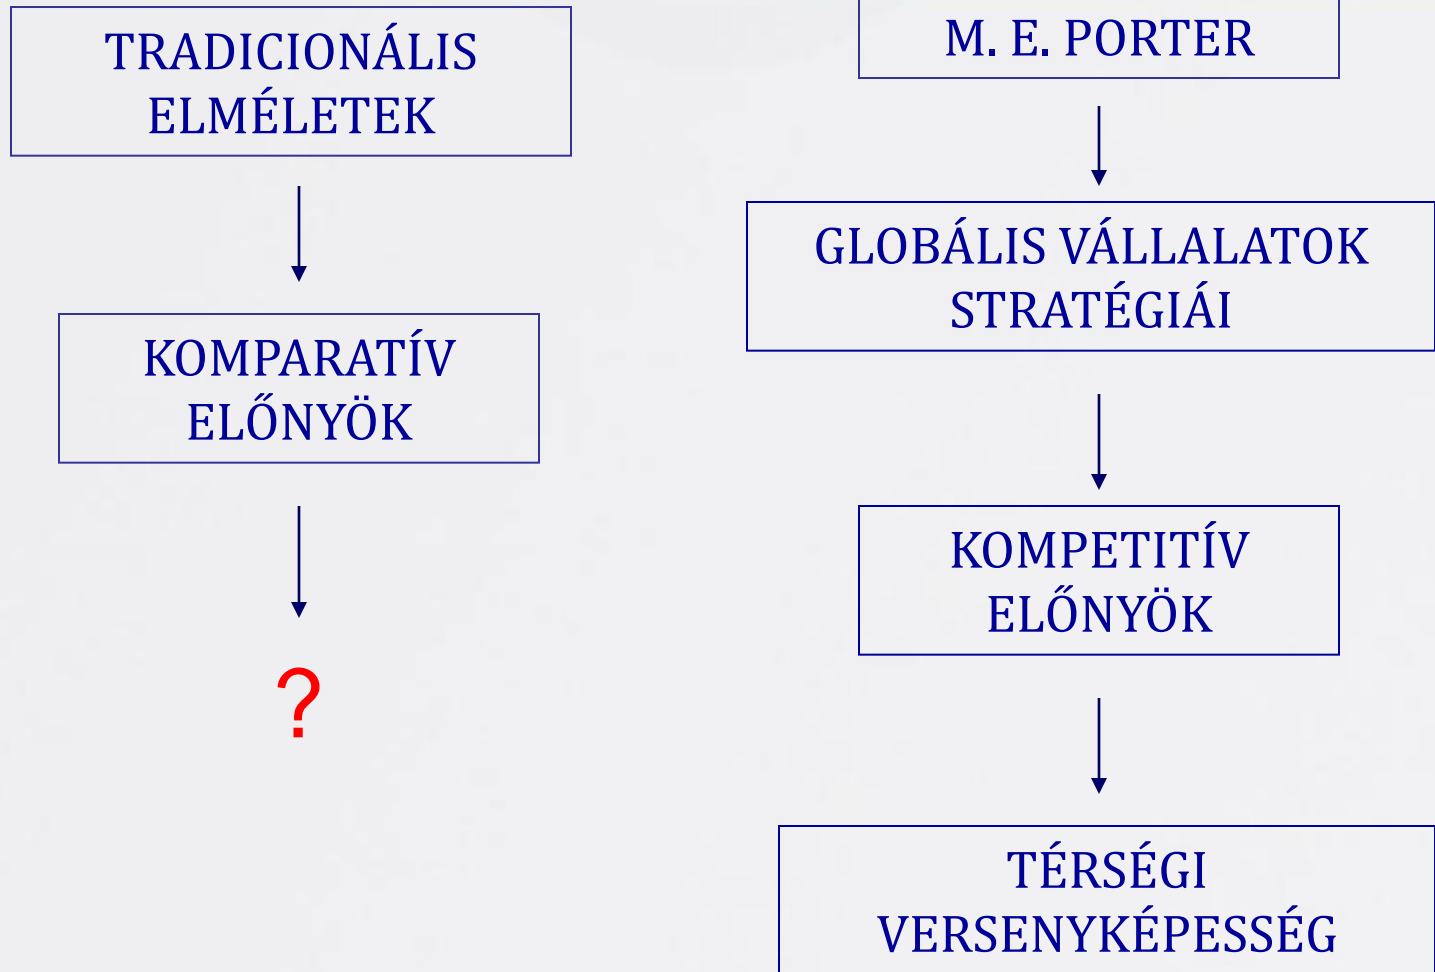 TRADICIONÁLIS
ELMÉLETEK
KOMPARATÍV
ELŐNYÖK
?
M. E. PORTER
GLOBÁLIS VÁLLALATOK
STRATÉGIÁI
KOMPETITÍV
ELŐNYÖK
TÉRSÉGI
VERSENYKÉPESSÉG